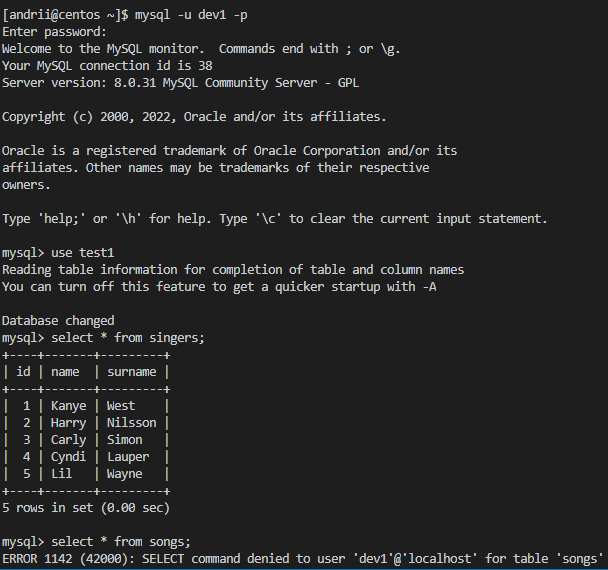 [andrii@centos ~]$ mysql -u dev1 -p
Enter password:
Welcome to the MySQL monitor.  Commands end with ; or \g.
Your MySQL connection id is 38
Server version: 8.0.31 MySQL Community Server - GPL

Copyright (c) 2000, 2022, Oracle and/or its affiliates.

Oracle is a registered trademark of Oracle Corporation and/or its
affiliates. Other names may be trademarks of their respective
owners.

Type 'help;' or '\h' for help. Type '\c' to clear the current input statement.

mysql> use test1
Reading table information for completion of table and column names
You can turn off this feature to get a quicker startup with -A

Database changed
mysql> select * from singers;
+----+-------+---------+
| id | name  | surname |
+----+-------+---------+
|  1 | Kanye | West    |
|  2 | Harry | Nilsson |
|  3 | Carly | Simon   |
|  4 | Cyndi | Lauper  |
|  5 | Lil   | Wayne   |
+----+-------+---------+
5 rows in set (0.00 sec)

mysql> select * from songs;
ERROR 1142 (42000): SELECT command denied to user 'dev1'@'localhost' for table 'songs'